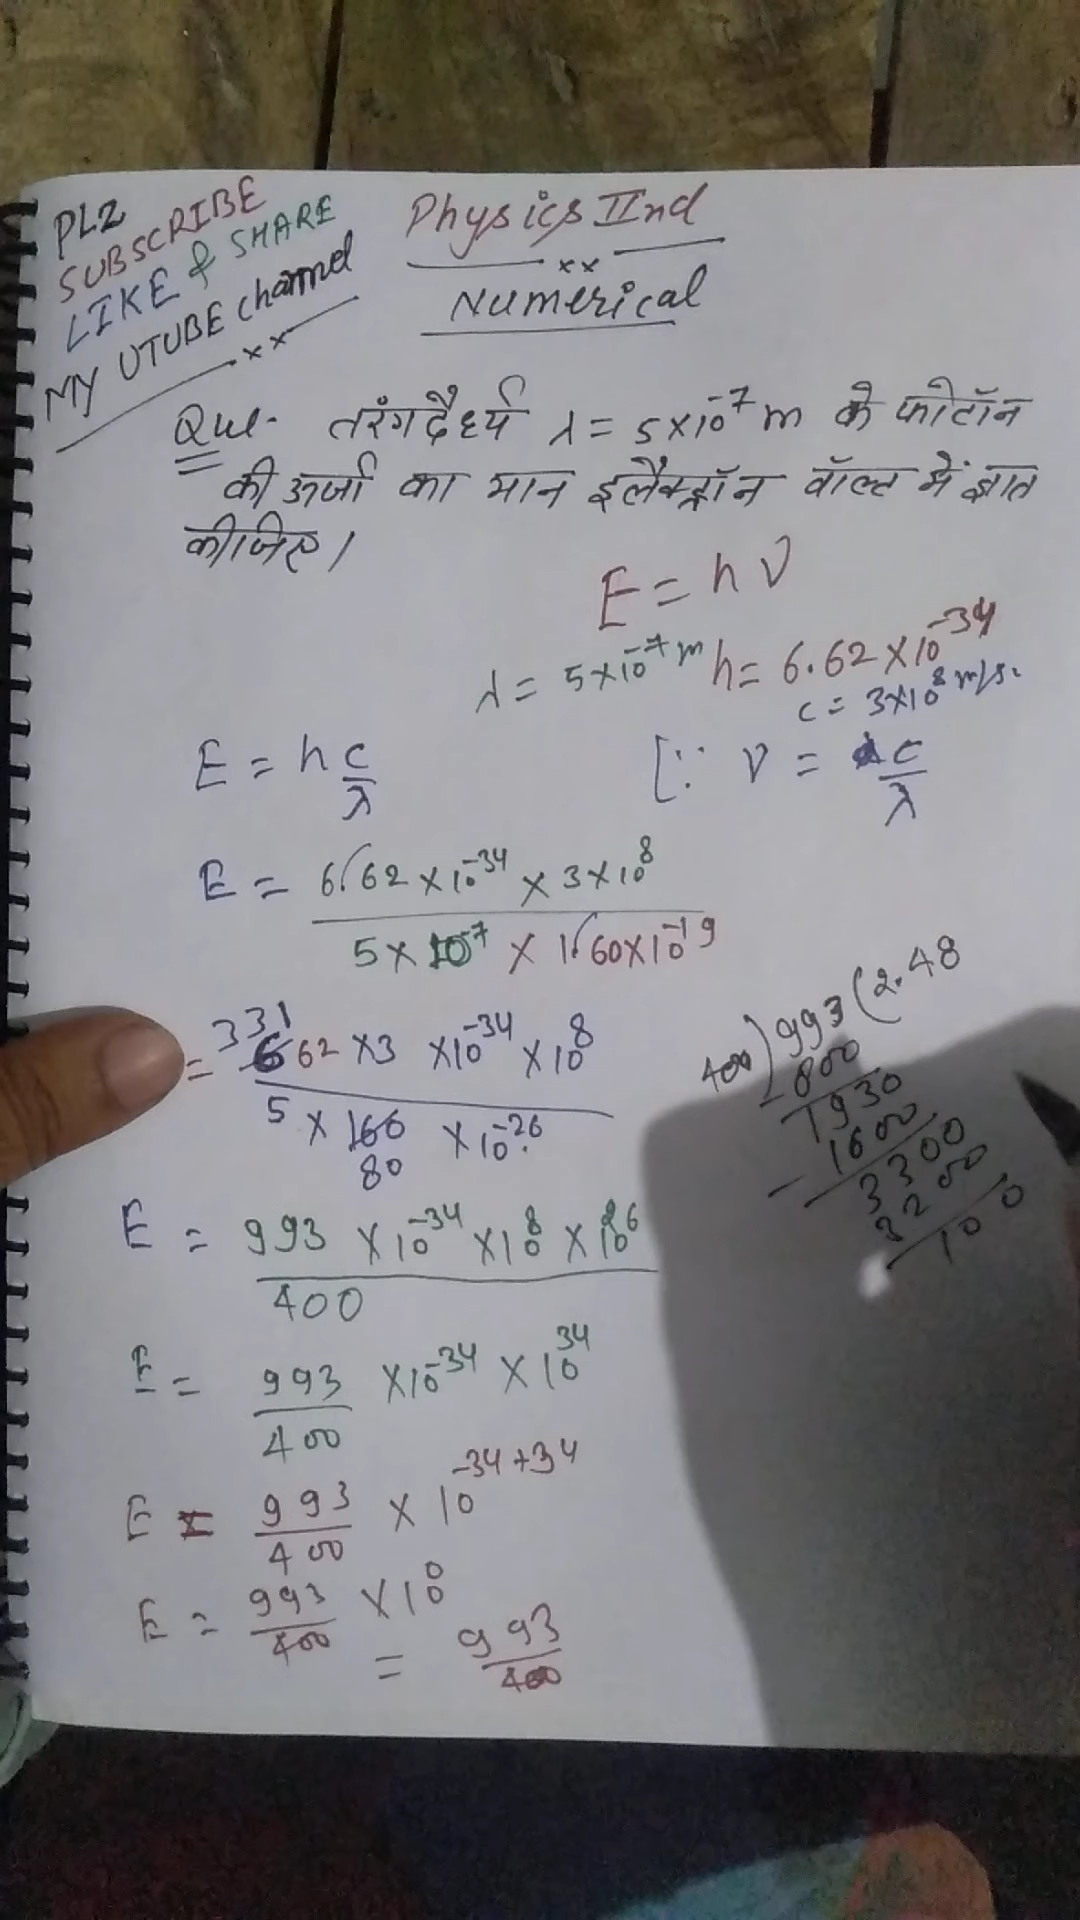 PLZ
SUBSCRIBE
LIKE & SHARE
MY UTUBE channel
Physics IInd
Numerical
Que. तरंगदैर्ध्य λ = 5×10⁻⁷ m के फोटॉन
की ऊर्जा का मान इलैक्ट्रॉन वॉल्ट में ज्ञात
कीजिए।
E = hν
λ = 5×10⁻⁷ m h = 6.62×10⁻³⁴
c = 3×10⁸ m/s.
E = h c/λ [∵ ν = c/λ
E = 6.62×10⁻³⁴ × 3×10⁸
5×10⁻⁷ × 1.60×10⁻¹⁹
= 331
662 ×3 ×10⁻³⁴ ×10⁸
5 × 160 ×10⁻²⁶
80
400) 993 (2.48
800
1930
- 1600
3300
3200
100
E = 993 ×10⁻³⁴ ×10⁸ ×10²⁶
400
E = 993 ×10⁻³⁴ × 10³⁴
400
E = 993 × 10⁻³⁴⁺³⁴
400
E = 993 ×10⁰
400
= 993
400